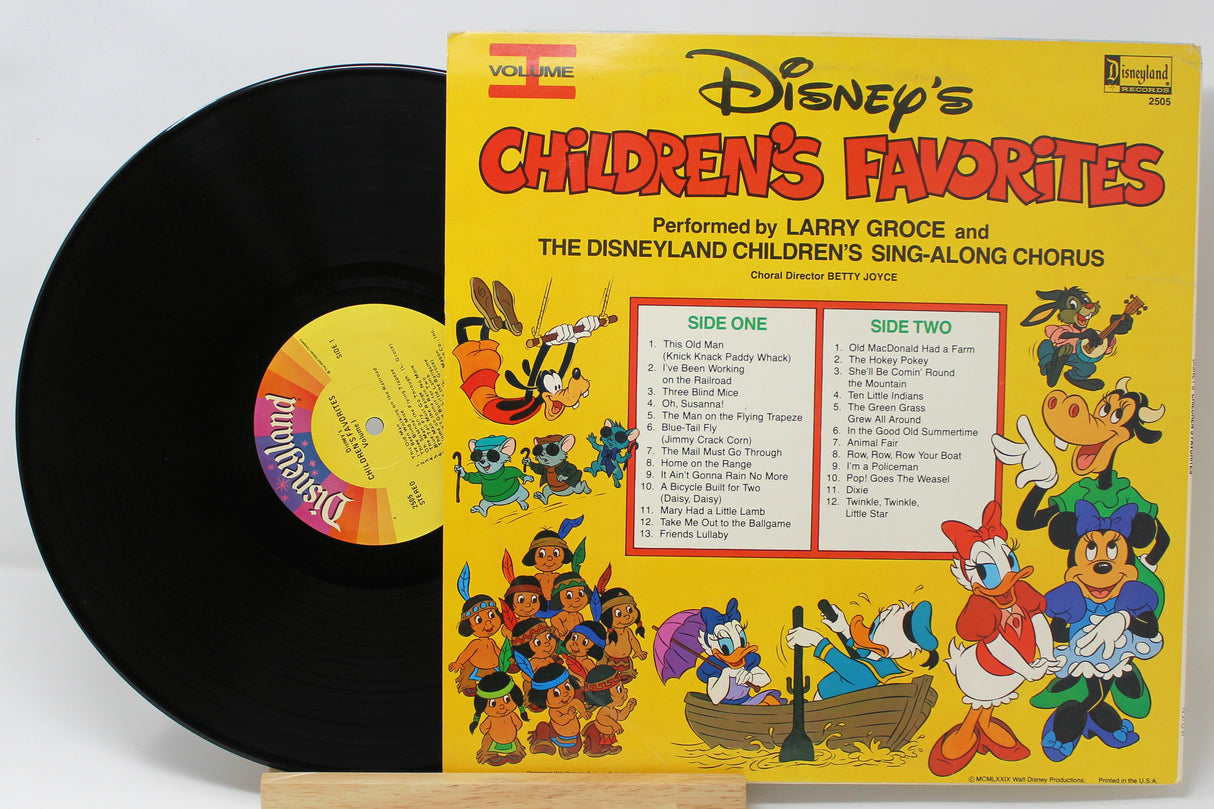 VOLUME
I
DISNEY'S
CHILDREN'S FAVORITES
Disneyland
RECORDS
2505
Performed by LARRY GROCE and
THE DISNEYLAND CHILDREN'S SING-ALONG CHORUS
Choral Director BETTY JOYCE
SIDE ONE
1. This Old Man
(Knick Knack Paddy Whack)
2. I've Been Working
on the Railroad
3. Three Blind Mice
4. Oh, Susanna!
5. The Man on the Flying Trapeze
6. Blue-Tail Fly
(Jimmy Crack Corn)
7. The Mail Must Go Through
8. Home on the Range
9. It Ain't Gonna Rain No More
10. A Bicycle Built for Two
(Daisy, Daisy)
11. Mary Had a Little Lamb
12. Take Me Out to the Ballgame
13. Friends Lullaby
SIDE TWO
1. Old MacDonald Had a Farm
2. The Hokey Pokey
3. She'll Be Comin' Round
the Mountain
4. Ten Little Indians
5. The Green Grass
Grew All Around
6. In the Good Old Summertime
7. Animal Fair
8. Row, Row, Row Your Boat
9. I'm a Policeman
10. Pop! Goes The Weasel
11. Dixie
12. Twinkle, Twinkle,
Little Star
© MCMLXXIX Walt Disney Productions. Printed in the U.S.A.
Disneyland
2505
STEREO
SIDE 1
CHILDREN'S FAVORITES
Volume I